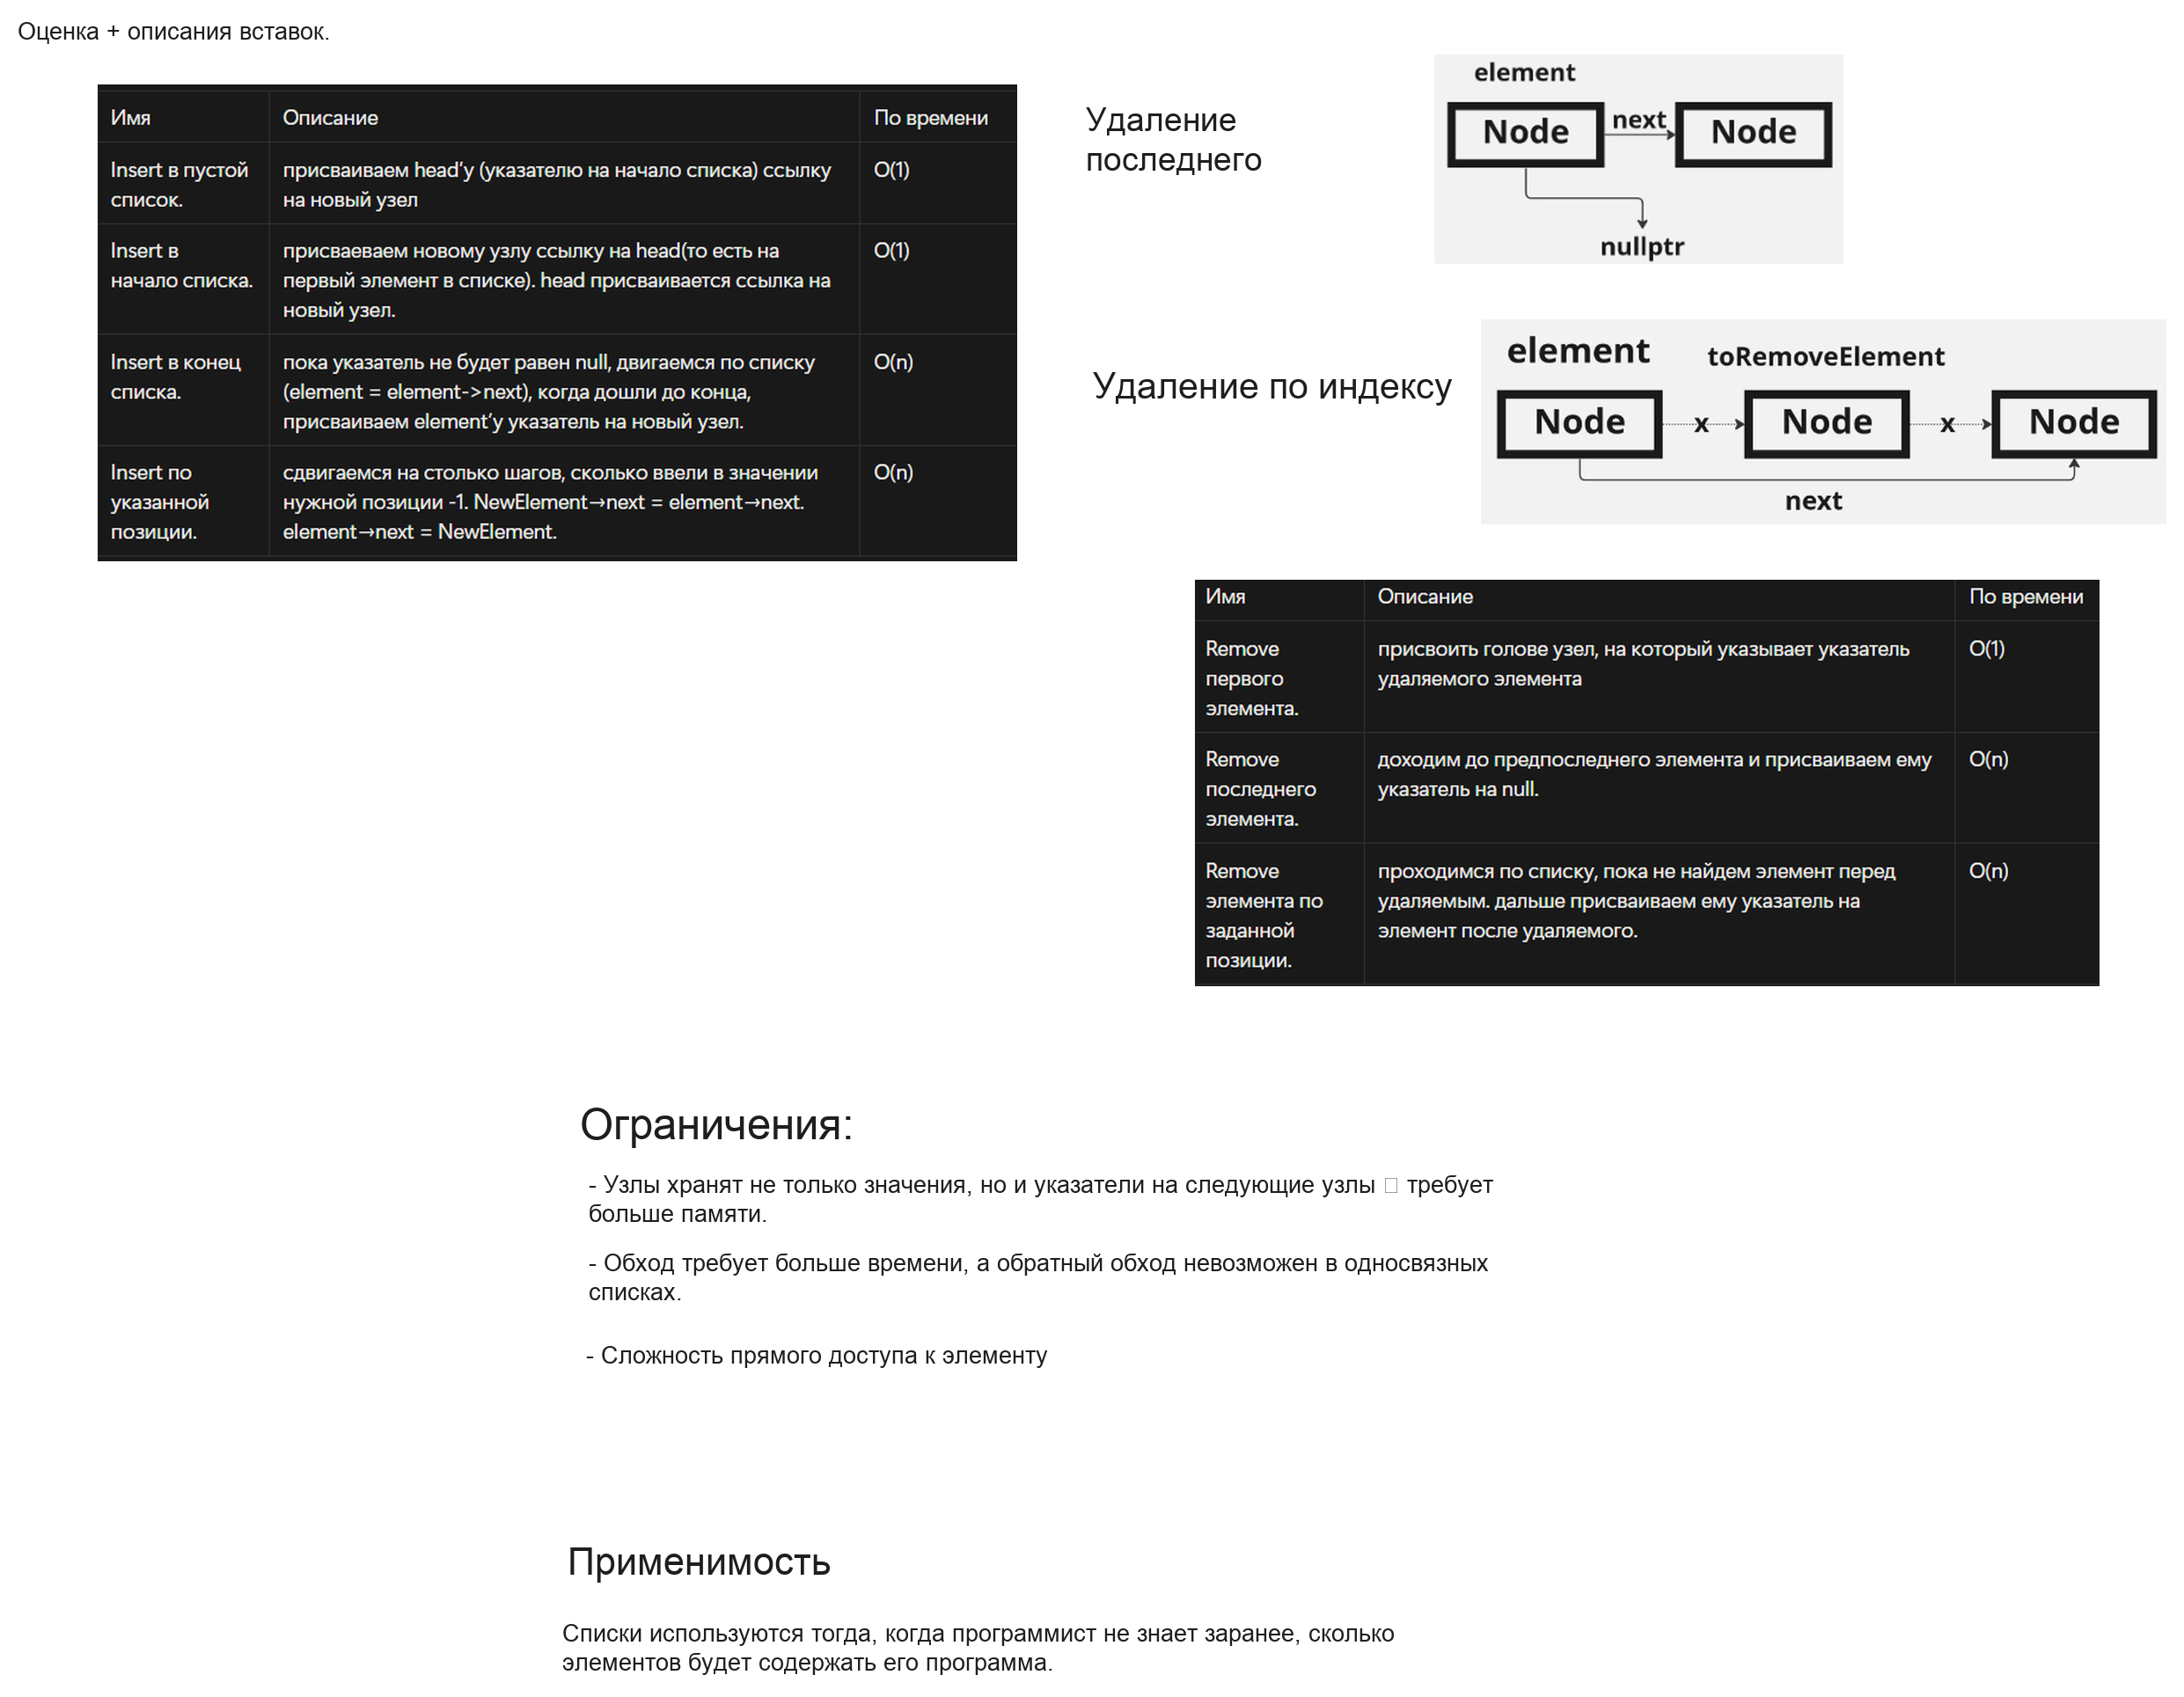 Оценка + описания вставок.
Имя Описание По времени
Insert в пустой
список.
присваиваем head’у (указателю на начало списка) ссылку
на новый узел
O(1)
Insert в
начало списка.
присваеваем новому узлу ссылку на head(то есть на
первый элемент в списке). head присваивается ссылка на
новый узел.
O(1)
Insert в конец
списка.
пока указатель не будет равен null, двигаемся по списку
(element = element->next), когда дошли до конца,
присваиваем element’у указатель на новый узел.
O(n)
Insert по
указанной
позиции.
сдвигаемся на столько шагов, сколько ввели в значении
нужной позиции -1. NewElement→next = element→next.
element→next = NewElement.
O(n)
Удаление
последнего
element
Node next Node
nullptr
Удаление по индексу
element toRemoveElement
Node x Node x Node
next
Имя Описание По времени
Remove
первого
элемента.
присвоить голове узел, на который указывает указатель
удаляемого элемента
O(1)
Remove
последнего
элемента.
доходим до предпоследнего элемента и присваиваем ему
указатель на null.
O(n)
Remove
элемента по
заданной
позиции.
проходимся по списку, пока не найдем элемент перед
удаляемым. дальше присваиваем ему указатель на
элемент после удаляемого.
O(n)
Ограничения:
- Узлы хранят не только значения, но и указатели на следующие узлы □ требует
больше памяти.
- Обход требует больше времени, а обратный обход невозможен в односвязных
списках.
- Сложность прямого доступа к элементу
Применимость
Списки используются тогда, когда программист не знает заранее, сколько
элементов будет содержать его программа.